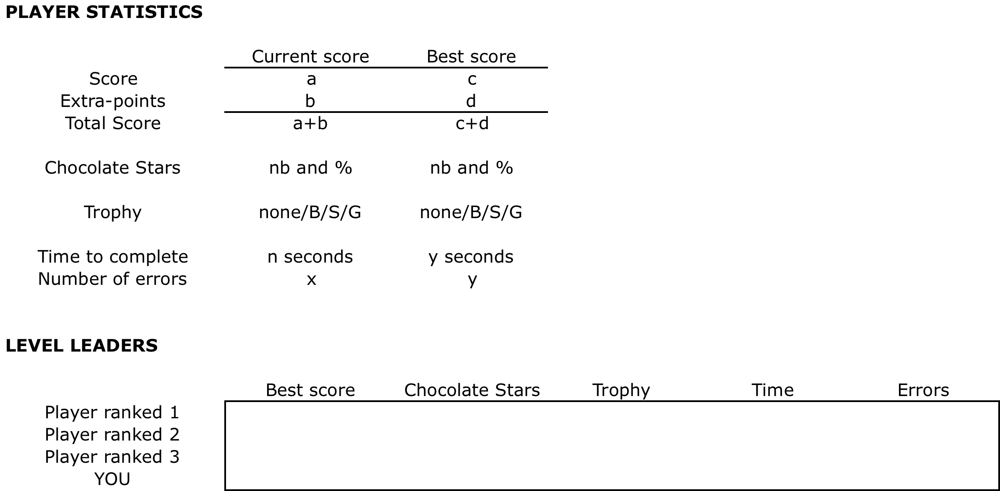 PLAYER STATISTICS
Current score Best score
Score a c
Extra-points b d
Total Score a+b c+d
Chocolate Stars nb and % nb and %
Trophy none/B/S/G none/B/S/G
Time to complete n seconds y seconds
Number of errors x y
LEVEL LEADERS
Best score Chocolate Stars Trophy Time Errors
Player ranked 1
Player ranked 2
Player ranked 3
YOU